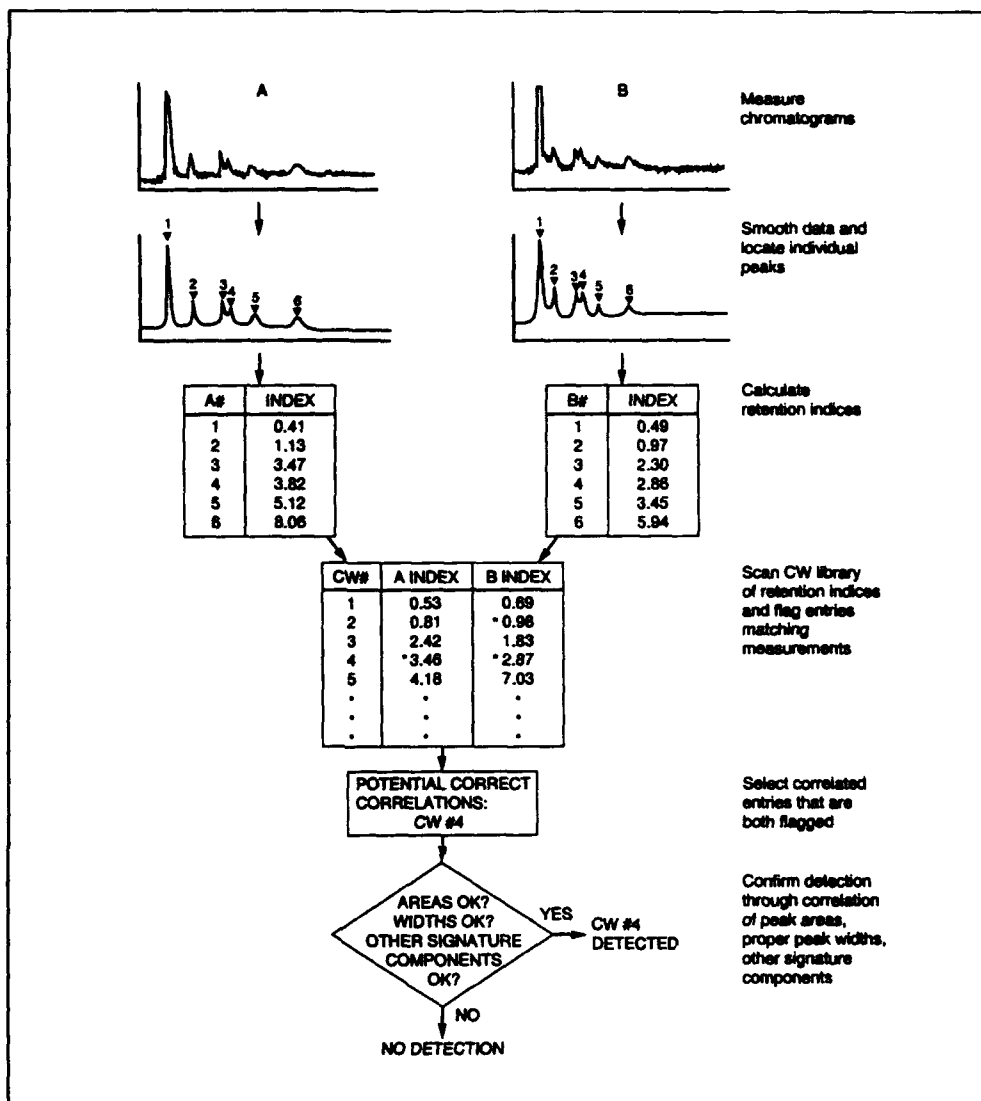 A
B
Measure
chromatograms
1
2
3
4
5
6
1
2
3
4
5
6
Smooth data and
locate individual
peaks
A# INDEX
1 0.41
2 1.13
3 3.47
4 3.82
5 5.12
6 8.06
B# INDEX
1 0.49
2 0.97
3 2.30
4 2.86
5 3.45
6 5.94
Calculate
retention indices
CW# A INDEX B INDEX
1 0.53 0.69
2 0.81 *0.96
3 2.42 1.83
4 *3.46 *2.87
5 4.18 7.03
Scan CW library
of retention indices
and flag entries
matching
measurements
POTENTIAL CORRECT
CORRELATIONS:
CW #4
Select correlated
entries that are
both flagged
AREAS OK?
WIDTHS OK?
OTHER SIGNATURE
COMPONENTS
OK?
YES
CW #4
DETECTED
NO
NO DETECTION
Confirm detection
through correlation
of peak areas,
proper peak widths,
other signature
components